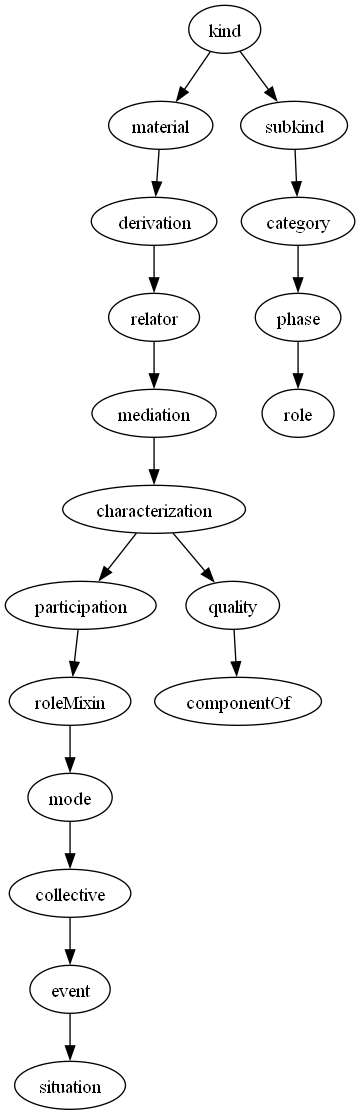 kind
material
subkind
derivation
category
relator
phase
mediation
role
characterization
participation
quality
roleMixin
componentOf
mode
collective
event
situation